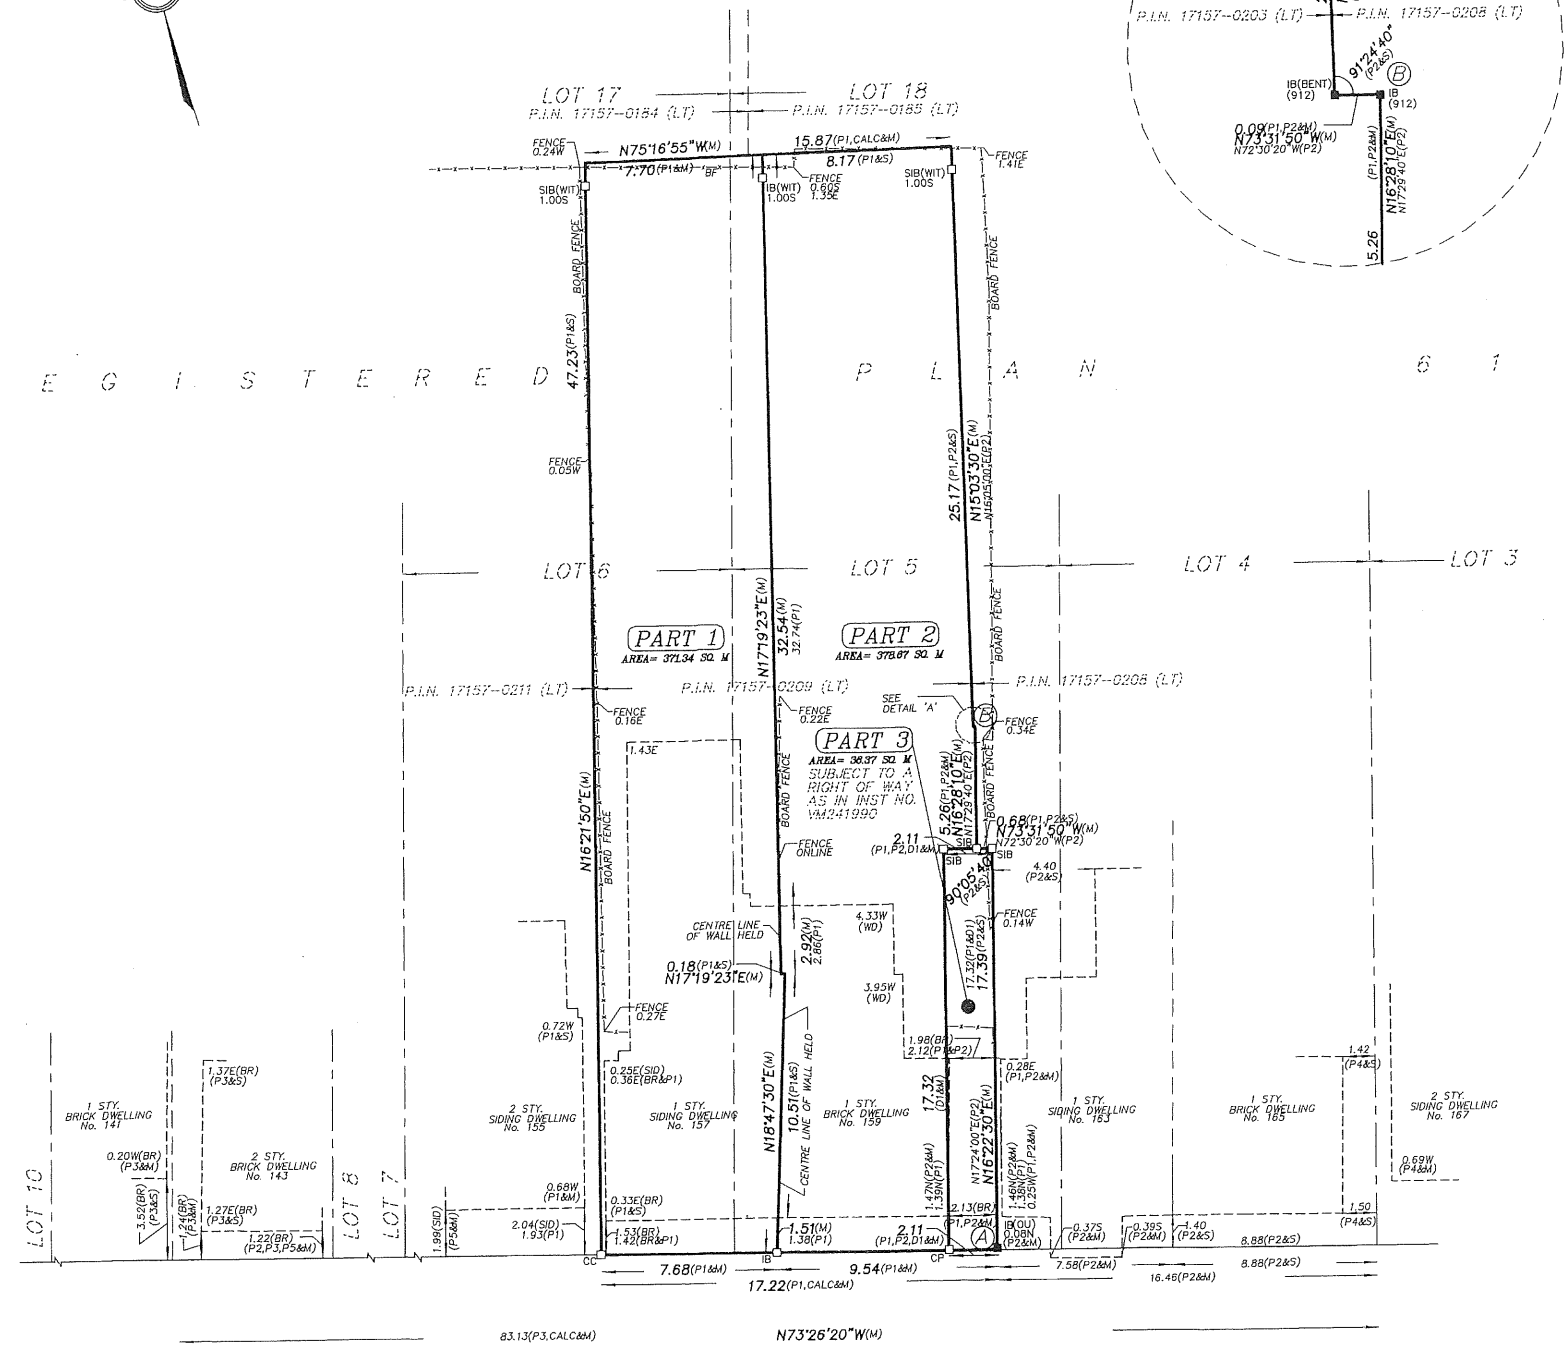 P.I.N. 17157--0203 (LT)
P.I.N. 17157--0208 (LT)
91°24'40"
(P2&S)
B
IB(BENT)
(912)
IB
(912)
0.09(P1,P2&M)
N73°31'50"W(M)
N72°30'20"W(P2)
(P1,P2&M)
N16°28'10"E(M)
N17°29'40"E(P2)
5.26
LOT 17
LOT 18
P.I.N. 17157--0184 (LT)
P.I.N. 17157--0185 (LT)
FENCE
0.24W
N75°16'55"W(M)
15.87(P1,CALC&M)
7.70(P1&M)
BF
8.17(P1&S)
FENCE
1.41E
FENCE
0.60S
1.35E
SIB(WIT)
1.00S
IB(WIT)
1.00S
SIB(WIT)
1.00S
BOARD FENCE
BOARD FENCE
47.23(P1&S)
E G I S T E R E D
P L A N
6 1
FENCE
0.05W
25.17(P1,P2&S)
N15°03'30"E(M)
N16°05'00"E(P2)
LOT 6
LOT 5
LOT 4
LOT 3
N17°19'23"E(M)
32.54(M)
32.74(P1)
PART 1
AREA= 371.34 SQ. M
PART 2
AREA= 378.67 SQ. M
BOARD FENCE
P.I.N. 17157--0211 (LT)
P.I.N. 17157--0209 (LT)
P.I.N. 17157--0208 (LT)
FENCE
0.16E
FENCE
0.22E
SEE
DETAIL 'A'
B
FENCE
0.34E
1.43E
PART 3
AREA= 36.37 SQ. M
SUBJECT TO A
RIGHT OF WAY
AS IN INST NO.
VM241990
N16°21'50"E(M)
BOARD FENCE
BOARD FENCE
5.26(P1,P2&M)
N16°28'10"E(M)
N17°29'40"E(P2)
BOARD FENCE
0.68(P1,P2&S)
N73°31'50"W(M)
N72°30'20"W(P2)
2.11
(P1,P2,D1&M)
SIB
SIB
SIB
FENCE
ONLINE
90°05'40"
(P2&S)
4.40
(P2&S)
CENTRE LINE
OF WALL HELD
2.92(M)
2.86(P1)
4.33W
(WD)
FENCE
0.14W
0.18(P1&S)
N17°19'23"E(M)
3.95W
(WD)
17.32(P1&D1)
17.39(P2&S)
FENCE
0.27E
0.72W
(P1&S)
1.98(BR)
2.12(P1&P2)
0.25E(SID)
0.36E(BR&P1)
0.28E
(P1,P2&M)
1.42
(P4&S)
1.37E(BR)
(P3&S)
1 STY.
BRICK DWELLING
No. 141
2 STY.
SIDING DWELLING
No. 155
1 STY.
SIDING DWELLING
No. 157
N18°47'30"E(M)
10.51(P1&S)
CENTRE LINE OF WALL HELD
1 STY.
BRICK DWELLING
No. 159
17.32
(D1&M)
N17°24'00"E(P2)
N16°22'30"E(M)
1 STY.
SIDING DWELLING
No. 163
1 STY.
BRICK DWELLING
No. 165
2 STY.
SIDING DWELLING
No. 167
0.20W(BR)
(P3&M)
2 STY.
BRICK DWELLING
No. 143
0.68W
(P1&M)
0.33E(BR)
(P1&S)
1.47N(P2&M)
1.39N(P1)
1.46N(P2&M)
1.38N(P1)
0.25W(P1,P2&M)
0.69W
(P4&M)
LOT 10
3.52(BR)
(P3&S)
1.24(BR)
(P3&M)
1.27E(BR)
(P3&S)
1.22(BR)
(P2,P3,P5&M)
LOT 8
LOT 7
1.99(SID)
(P5&M)
2.04(SID)
1.93(P1)
1.53(BR)
1.42(BR&P1)
1.51(M)
1.38(P1)
2.13(BR)
(P1,P2&M)
2.11
(P1,P2,D1&M)
IB(OU)
0.08N
(P2&M)
A
0.37S
(P2&M)
0.39S
(P2&M)
1.40
(P2&S)
1.50
(P4&S)
8.88(P2&S)
CC
IB
CP
7.68(P1&M)
9.54(P1&M)
7.58(P2&M)
8.88(P2&S)
17.22(P1,CALC&M)
16.46(P2&M)
83.13(P3,CALC&M)
N73°26'20"W(M)